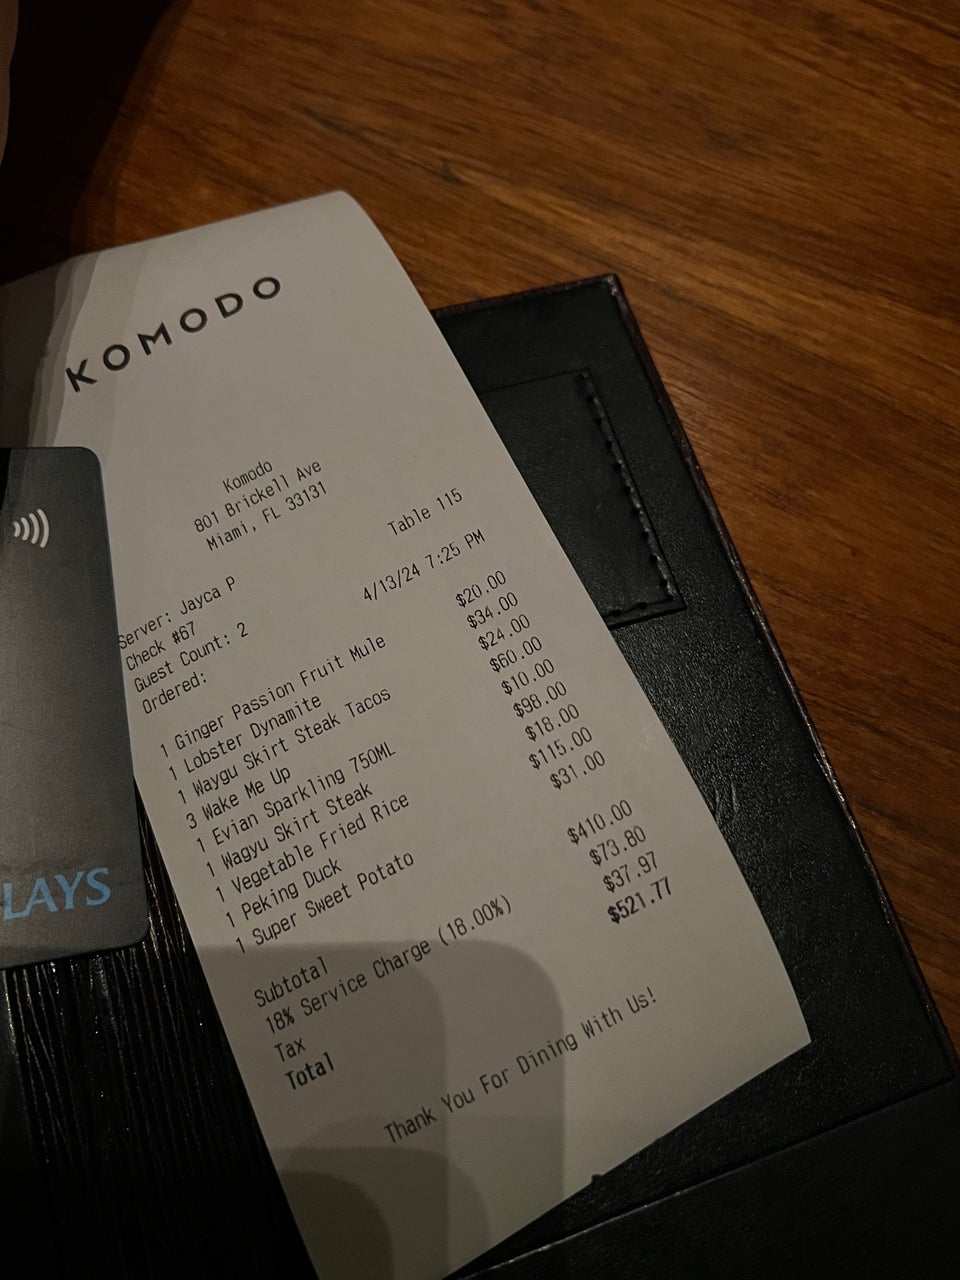 KOMODO
Komodo
801 Brickell Ave
Miami, FL 33131
Table 115
Server: Jayca P
4/13/24 7:25 PM
Check #67
Guest Count: 2
Ordered:
1 Ginger Passion Fruit Mule $20.00
1 Lobster Dynamite $34.00
1 Waygu Skirt Steak Tacos $24.00
3 Wake Me Up $60.00
1 Evian Sparkling 750ML $10.00
1 Wagyu Skirt Steak $98.00
1 Vegetable Fried Rice $18.00
1 Peking Duck $115.00
1 Super Sweet Potato $31.00
Subtotal $410.00
18% Service Charge (18.00%) $73.80
Tax $37.97
Total $521.77
Thank You For Dining With Us!
LAYS